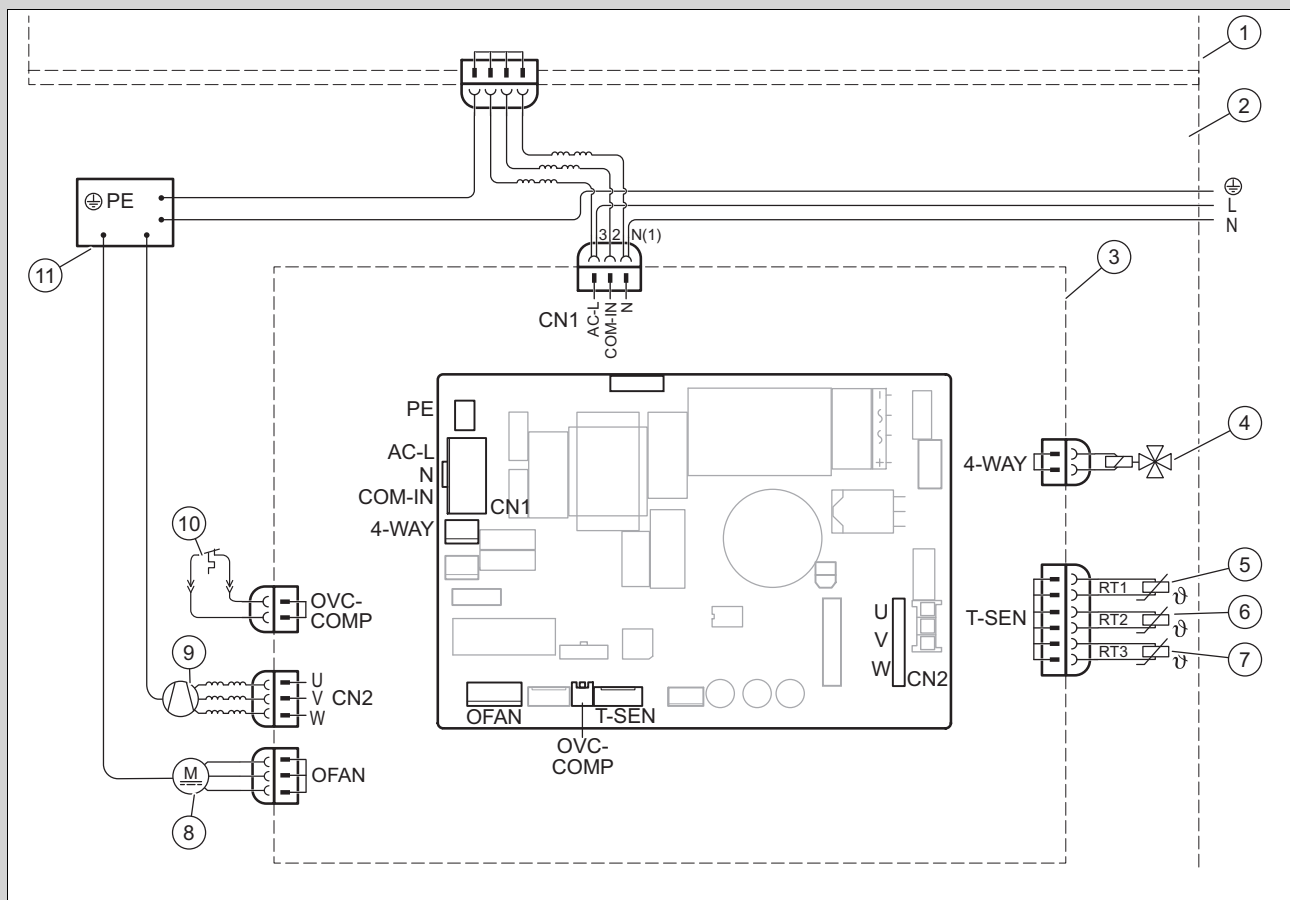 1
2
PE
L
N
11
3 2 N(1)
3
CN1
AC-L
COM-IN
N
PE
AC-L
N
COM-IN
CN1
4-WAY
4-WAY
4
10
OVC-
COMP
5
RT1 ϑ
6
T-SEN
RT2 ϑ
RT3 ϑ
7
U
V
W
CN2
9
U
V CN2
W
OFAN
T-SEN
OVC-
COMP
M
OFAN
8